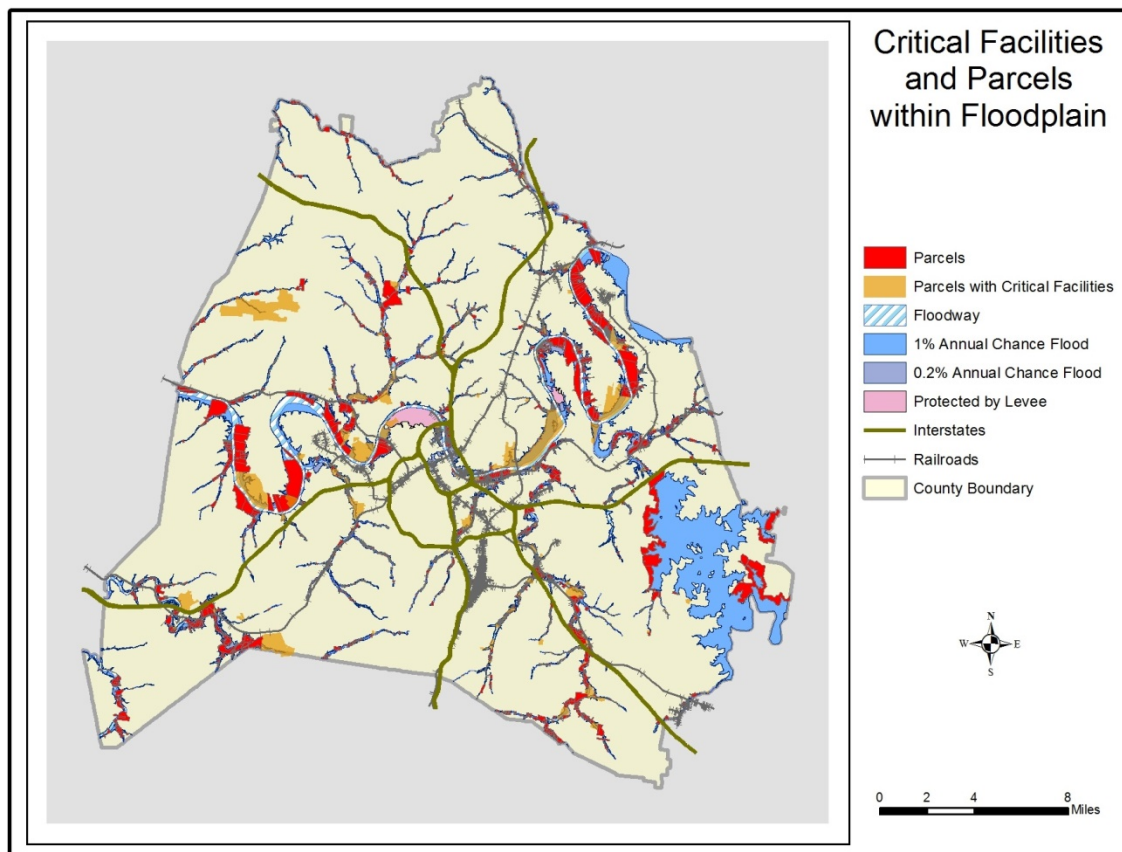 Critical Facilities
and Parcels
within Floodplain
Parcels
Parcels with Critical Facilities
Floodway
1% Annual Chance Flood
0.2% Annual Chance Flood
Protected by Levee
Interstates
Railroads
County Boundary
N
W E
S
0 2 4 8
Miles